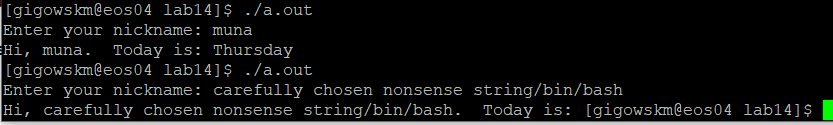 [gigowskm@eos04 lab14]$ ./a.out
Enter your nickname: muna
Hi, muna.  Today is: Thursday
[gigowskm@eos04 lab14]$ ./a.out
Enter your nickname: carefully chosen nonsense string/bin/bash
Hi, carefully chosen nonsense string/bin/bash.  Today is: [gigowskm@eos04 lab14]$